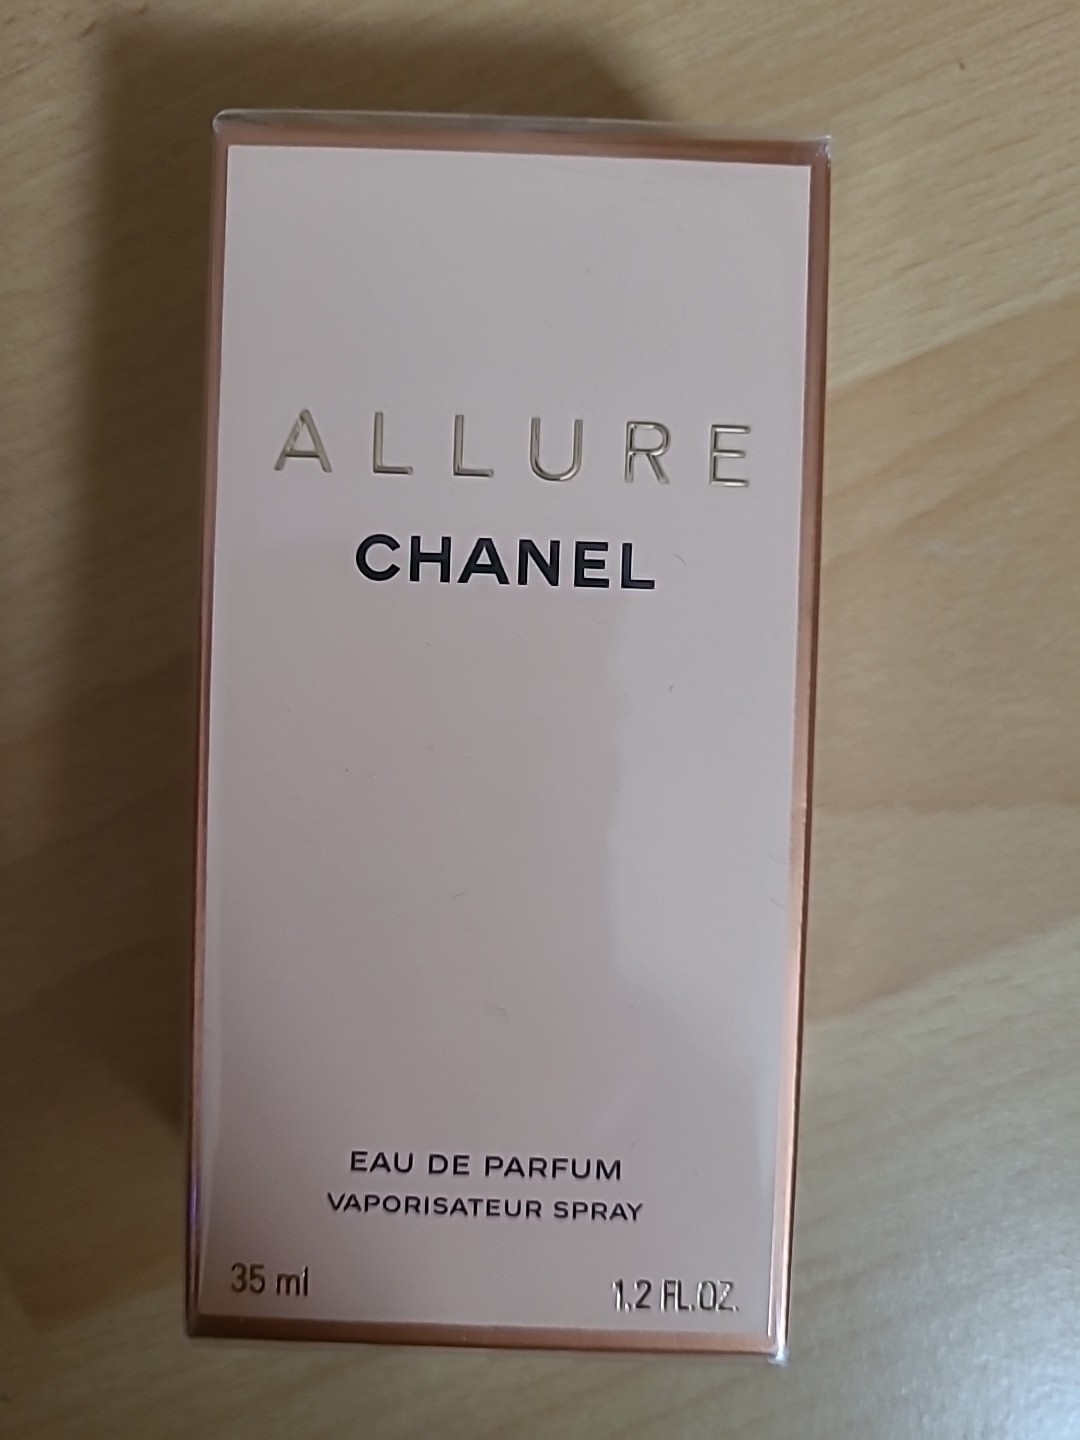 ALLURE
CHANEL
EAU DE PARFUM
VAPORISATEUR SPRAY
35 ml 1.2 FL.OZ.